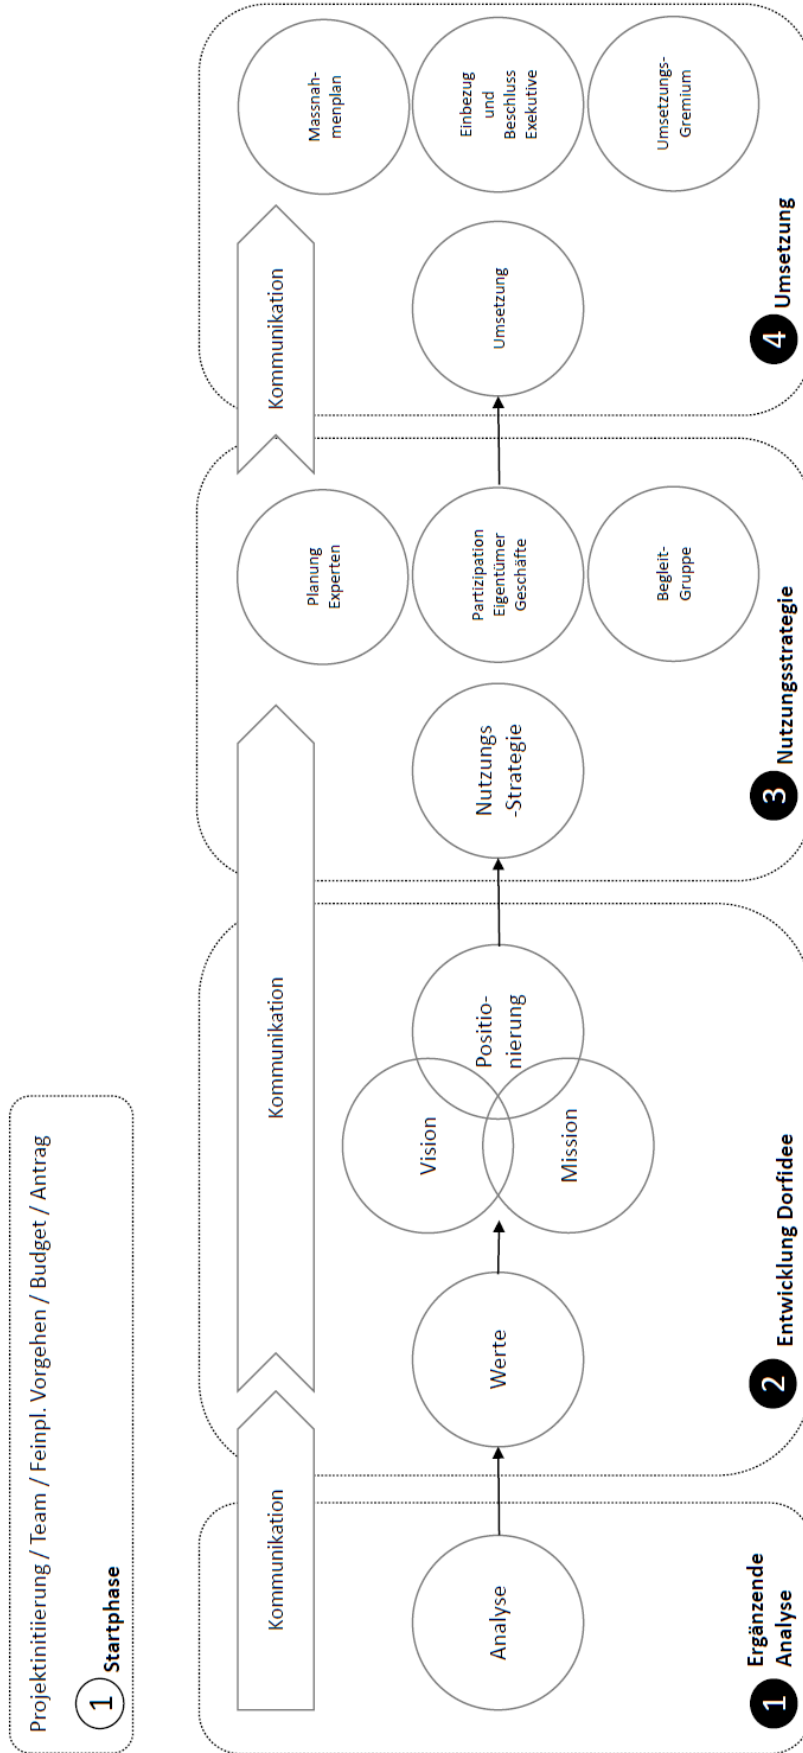 Projektinitiierung / Team / Feinpl. Vorgehen / Budget / Antrag
1 Startphase
Kommunikation
Kommunikation
Kommunikation
Analyse
Werte
Vision
Mission
Positio-
nierung
Nutzungs
-Strategie
Planung
Experten
Partizipation
Eigentümer
Geschäfte
Begleit-
Gruppe
Umsetzung
Massnah-
menplan
Einbezug
und
Beschluss
Exekutive
Umsetzungs-
Gremium
1 Ergänzende
Analyse
2 Entwicklung Dorfidee
3 Nutzungsstrategie
4 Umsetzung